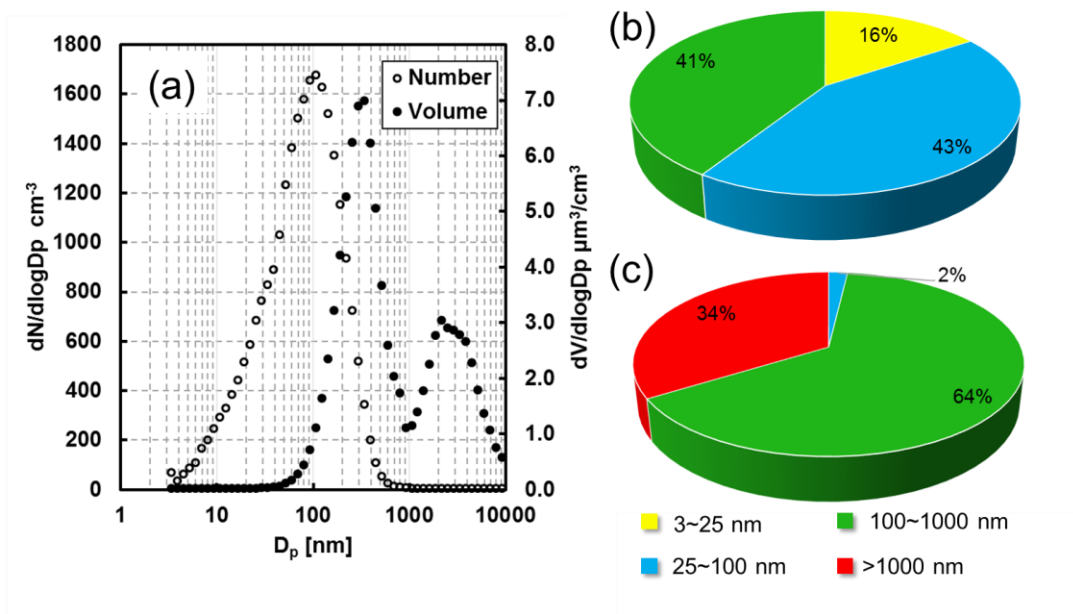 (a)
Number
Volume
1800
1600
1400
1200
1000
800
600
400
200
0
dN/dlogDp cm-3
8.0
7.0
6.0
5.0
4.0
3.0
2.0
1.0
0.0
dV/dlogDp µm3/cm3
1 10 100 1000 10000
Dp [nm]
(b)
16%
41%
43%
(c)
2%
34%
64%
3~25 nm 100~1000 nm
25~100 nm >1000 nm